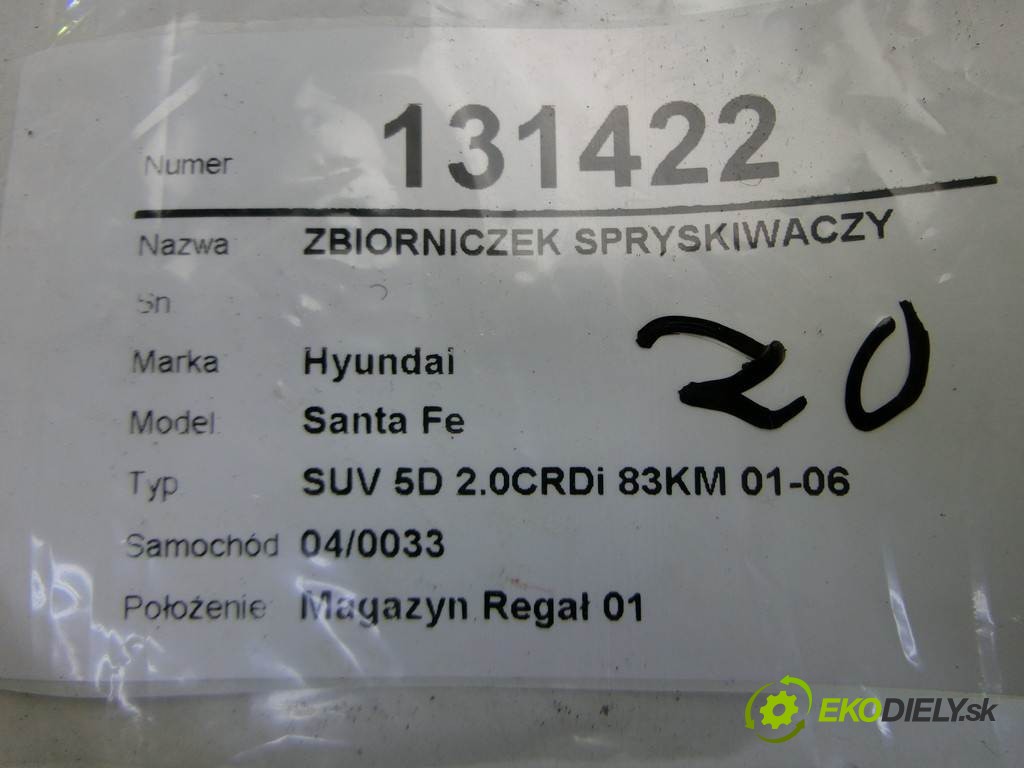 Numer 131422
Nazwa ZBIORNICZEK SPRYSKIWACZY
Sn
Marka Hyundai
20
Model Santa Fe
Typ SUV 5D 2.0CRDi 83KM 01-06
Samochód 04/0033
Położenie Magazyn Regał 01
EKODIELY.sk